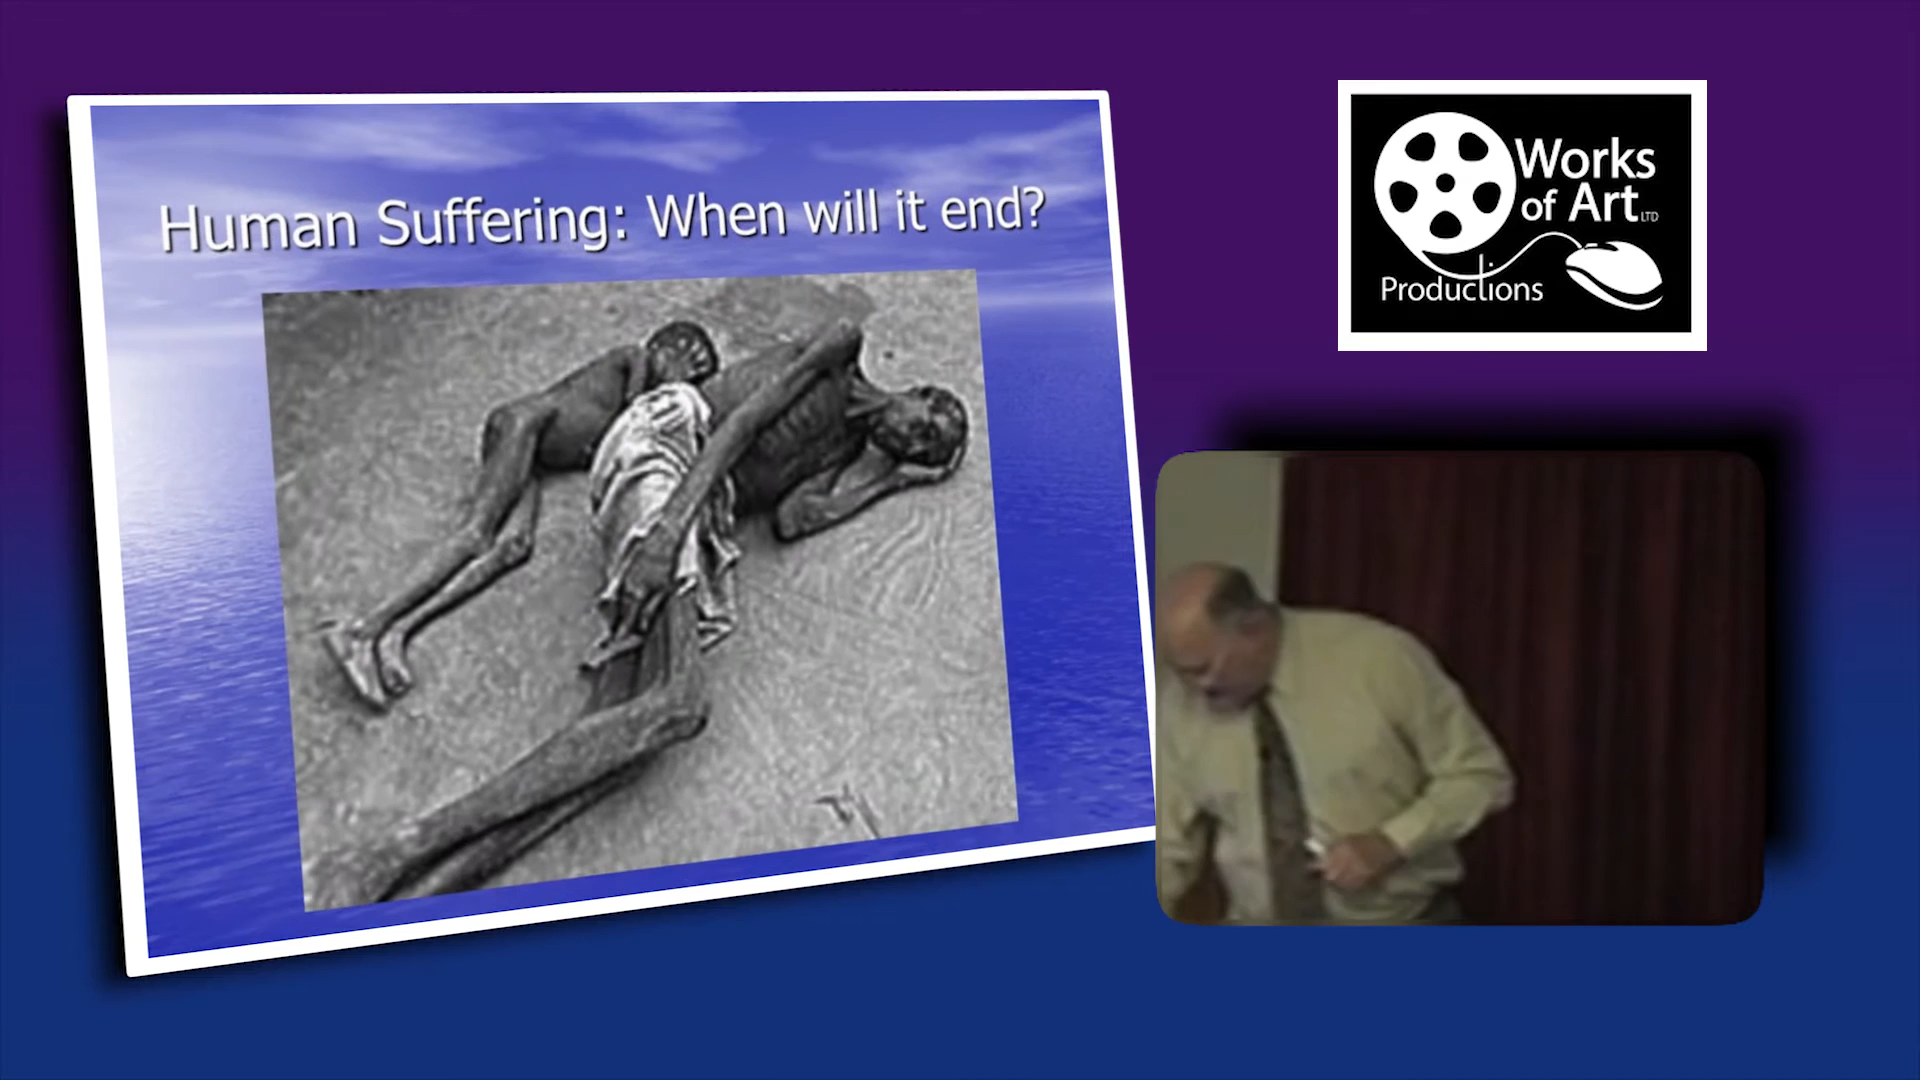 Human Suffering: When will it end?
Works
of Art LTD
Productions